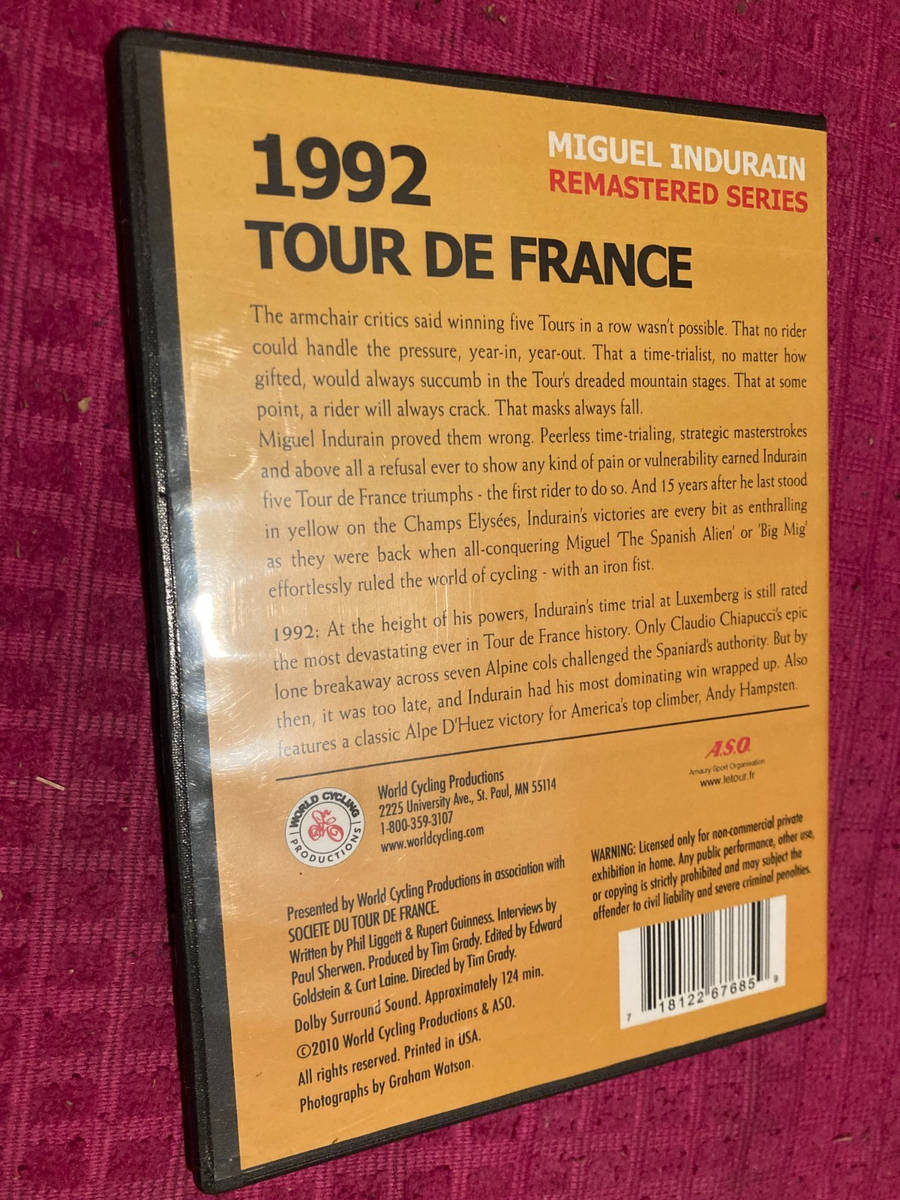 1992
TOUR DE FRANCE
MIGUEL INDURAIN
REMASTERED SERIES
The armchair critics said winning five Tours in a row wasn't possible. That no rider
could handle the pressure, year-in, year-out. That a time-trialist, no matter how
gifted, would always succumb in the Tour's dreaded mountain stages. That at some
point, a rider will always crack. That masks always fall.
Miguel Indurain proved them wrong. Peerless time-trialing, strategic masterstrokes
and above all a refusal ever to show any kind of pain or vulnerability earned Indurain
five Tour de France triumphs - the first rider to do so. And 15 years after he last stood
in yellow on the Champs Elysées, Indurain's victories are every bit as enthralling
as they were back when all-conquering Miguel 'The Spanish Alien' or 'Big Mig'
effortlessly ruled the world of cycling - with an iron fist.
1992: At the height of his powers, Indurain's time trial at Luxemberg is still rated
the most devastating ever in Tour de France history. Only Claudio Chiapucci's epic
lone breakaway across seven Alpine cols challenged the Spaniard's authority. But by
then, it was too late, and Indurain had his most dominating win wrapped up. Also
features a classic Alpe D'Huez victory for America's top climber, Andy Hampsten.
WORLD CYCLING
PRODUCTIONS
World Cycling Productions
2225 University Ave., St. Paul, MN 55114
1-800-359-3107
www.worldcycling.com
A.S.O.
Amaury Sport Organisation
www.letour.fr
Presented by World Cycling Productions in association with
SOCIETE DU TOUR DE FRANCE.
Written by Phil Liggett & Rupert Guinness. Interviews by
Paul Sherwen. Produced by Tim Grady. Edited by Edward
Goldstein & Curt Laine. Directed by Tim Grady.
Dolby Surround Sound. Approximately 124 min.
©2010 World Cycling Productions & ASO.
All rights reserved. Printed in USA.
Photographs by Graham Watson.
WARNING: Licensed only for non-commercial private
exhibition in home. Any public performance, other use,
or copying is strictly prohibited and may subject the
offender to civil liability and severe criminal penalties.
7 18122 67685 9